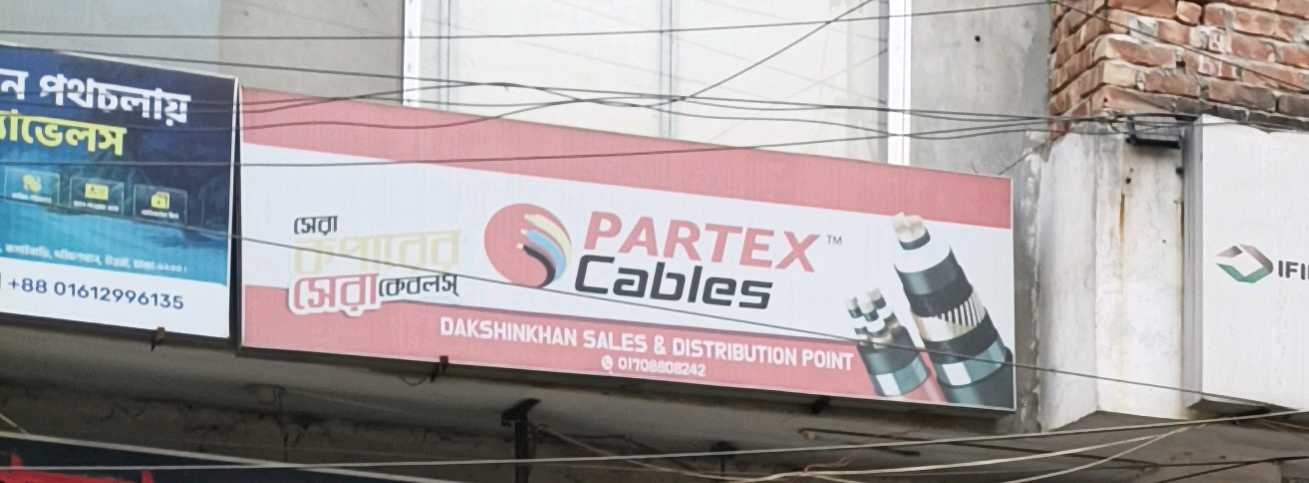 ন পথচলায়
যাভেলস
+88 01612996135
সেরা
কপারের
সেরা কেবলস্
PARTEX™
Cables
DAKSHINKHAN SALES & DISTRIBUTION POINT
01708808242
IFI